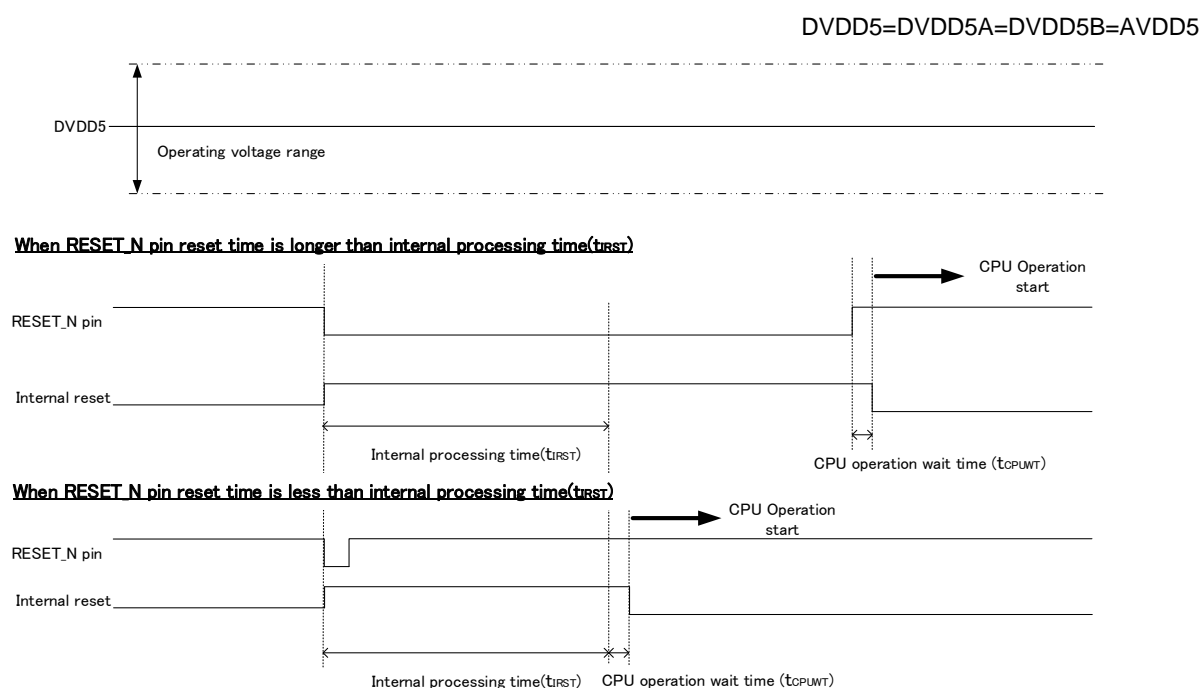 DVDD5=DVDD5A=DVDD5B=AVDD5
DVDD5
Operating voltage range
When RESET_N pin reset time is longer than internal processing time(tIRST)
CPU Operation
start
RESET_N pin
Internal reset
Internal processing time(tIRST)
CPU operation wait time (tCPUWT)
When RESET_N pin reset time is less than internal processing time(tIRST)
CPU Operation
start
RESET_N pin
Internal reset
Internal processing time(tIRST)
CPU operation wait time (tCPUWT)